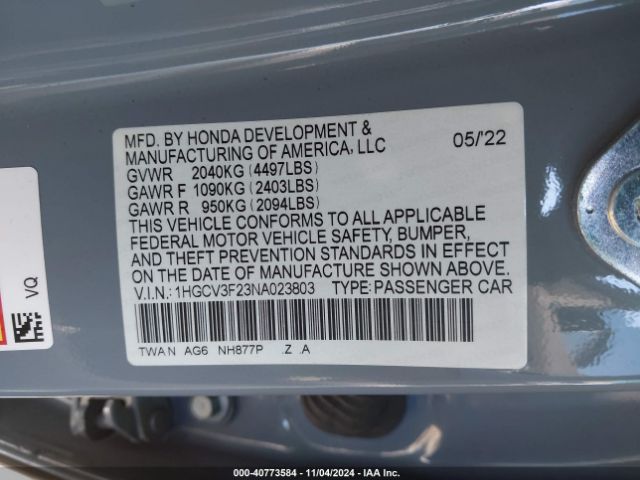 MFD. BY HONDA DEVELOPMENT &
MANUFACTURING OF AMERICA, LLC 05/'22
GVWR 2040KG (4497LBS)
GAWR F 1090KG (2403LBS)
GAWR R 950KG (2094LBS)
THIS VEHICLE CONFORMS TO ALL APPLICABLE
FEDERAL MOTOR VEHICLE SAFETY, BUMPER,
AND THEFT PREVENTION STANDARDS IN EFFECT
ON THE DATE OF MANUFACTURE SHOWN ABOVE.
V.I.N.: 1HGCV3F23NA023803 TYPE:PASSENGER CAR
TWA N AG6 NH877P .Z .A
VQ
000-40773584 - 11/04/2024 - IAA Inc.